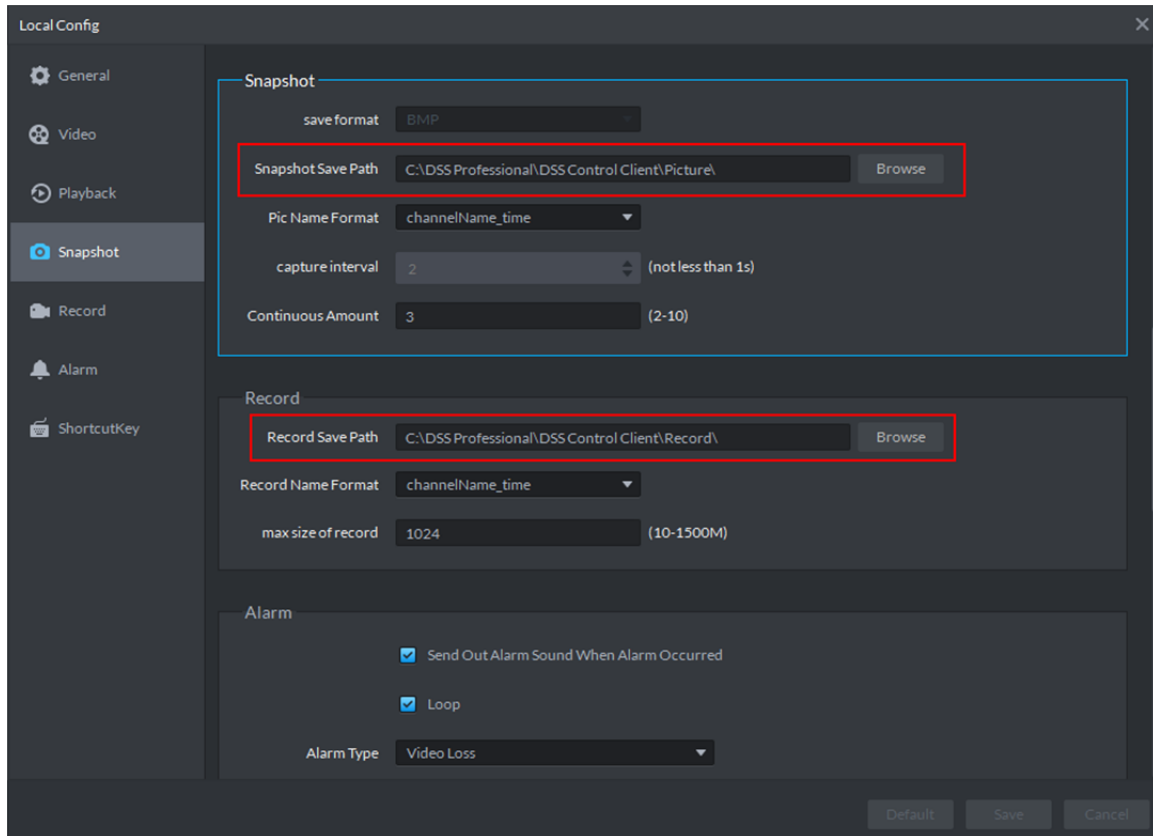 Local Config
General
Video
Playback
Snapshot
Record
Alarm
ShortcutKey
Snapshot
save format BMP
Snapshot Save Path C:\DSS Professional\DSS Control Client\Picture\ Browse
Pic Name Format channelName_time
capture interval 2 (not less than 1s)
Continuous Amount 3 (2-10)
Record
Record Save Path C:\DSS Professional\DSS Control Client\Record\ Browse
Record Name Format channelName_time
max size of record 1024 (10-1500M)
Alarm
Send Out Alarm Sound When Alarm Occurred
Loop
Alarm Type Video Loss
Default Save Cancel